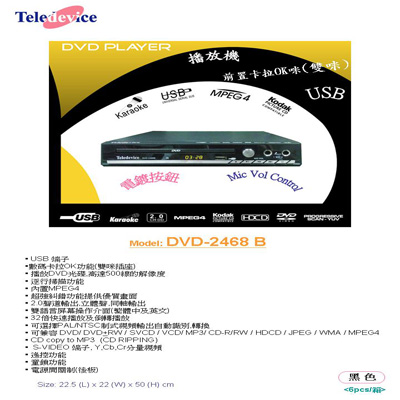 Teledevice
DVD PLAYER
播放機
前置卡拉OK咪(雙咪)
USB
Karaoke
USB
MPEG4
Kodak
Teledevice
03:28
電鍍按鈕
Mic Vol Control
USB
Karaoke
2.0
MPEG4
Kodak
HDCD
DVD
PROGRESSIVE
SCAN-YUV
Model: DVD-2468 B
• USB 端子
• 數碼卡拉OK功能(雙咪插座)
• 播放DVD光碟,高達500線的解像度
• 逐行掃描功能
• 內置MPEG4
• 超強糾錯功能提供優質畫面
• 2.0聲道輸出,立體聲,同軸輸出
• 雙語言屏幕操作介面(繁體中及英文)
• 32倍快速播放及倒轉播放
• 可選擇PAL/NTSC制式視頻輸出自動識別,轉換
• 可兼容 DVD/ DVD±RW / SVCD / VCD/ MP3/ CD-R/RW / HDCD / JPEG / WMA / MPEG4
• CD copy to MP3 (CD RIPPING)
• S-VIDEO 端子, Y,Cb,Cr分量視頻
• 遙控功能
• 童鎖功能
• 電源開關制(後板)
Size: 22.5 (L) x 22 (W) x 50 (H) cm
黑色
<6pcs/箱>